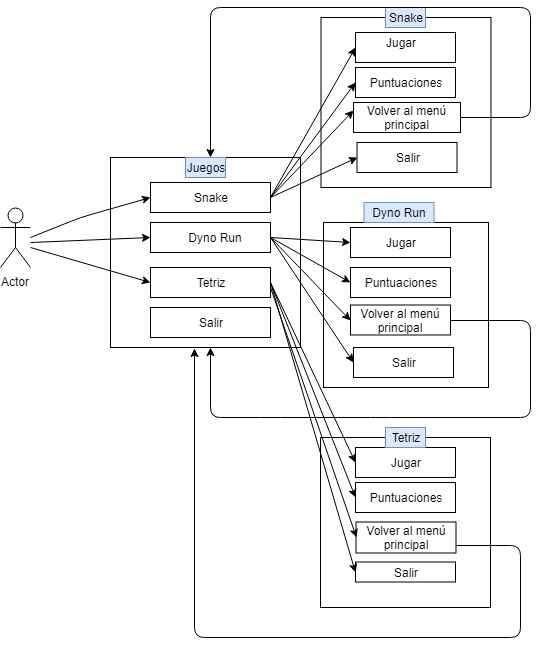 Snake
Jugar
Puntuaciones
Volver al menú
principal
Salir
Juegos
Snake
Dyno Run
Tetriz
Salir
Actor
Dyno Run
Jugar
Puntuaciones
Volver al menú
principal
Salir
Tetriz
Jugar
Puntuaciones
Volver al menú
principal
Salir